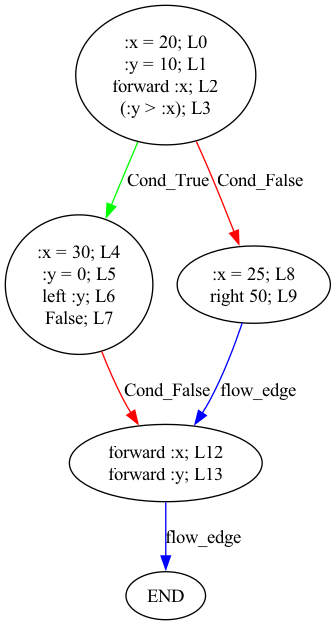 :x = 20; L0
:y = 10; L1
forward :x; L2
(:y > :x); L3
Cond_True
Cond_False
:x = 30; L4
:y = 0; L5
left :y; L6
False; L7
:x = 25; L8
right 50; L9
Cond_False
flow_edge
forward :x; L12
forward :y; L13
flow_edge
END